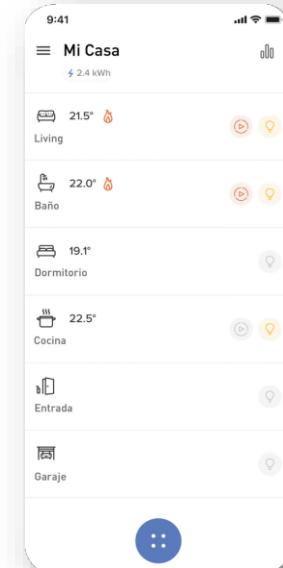 9:41
Mi Casa
2.4 kWh
21.5°
Living
22.0°
Baño
19.1°
Dormitorio
22.5°
Cocina
Entrada
Garaje